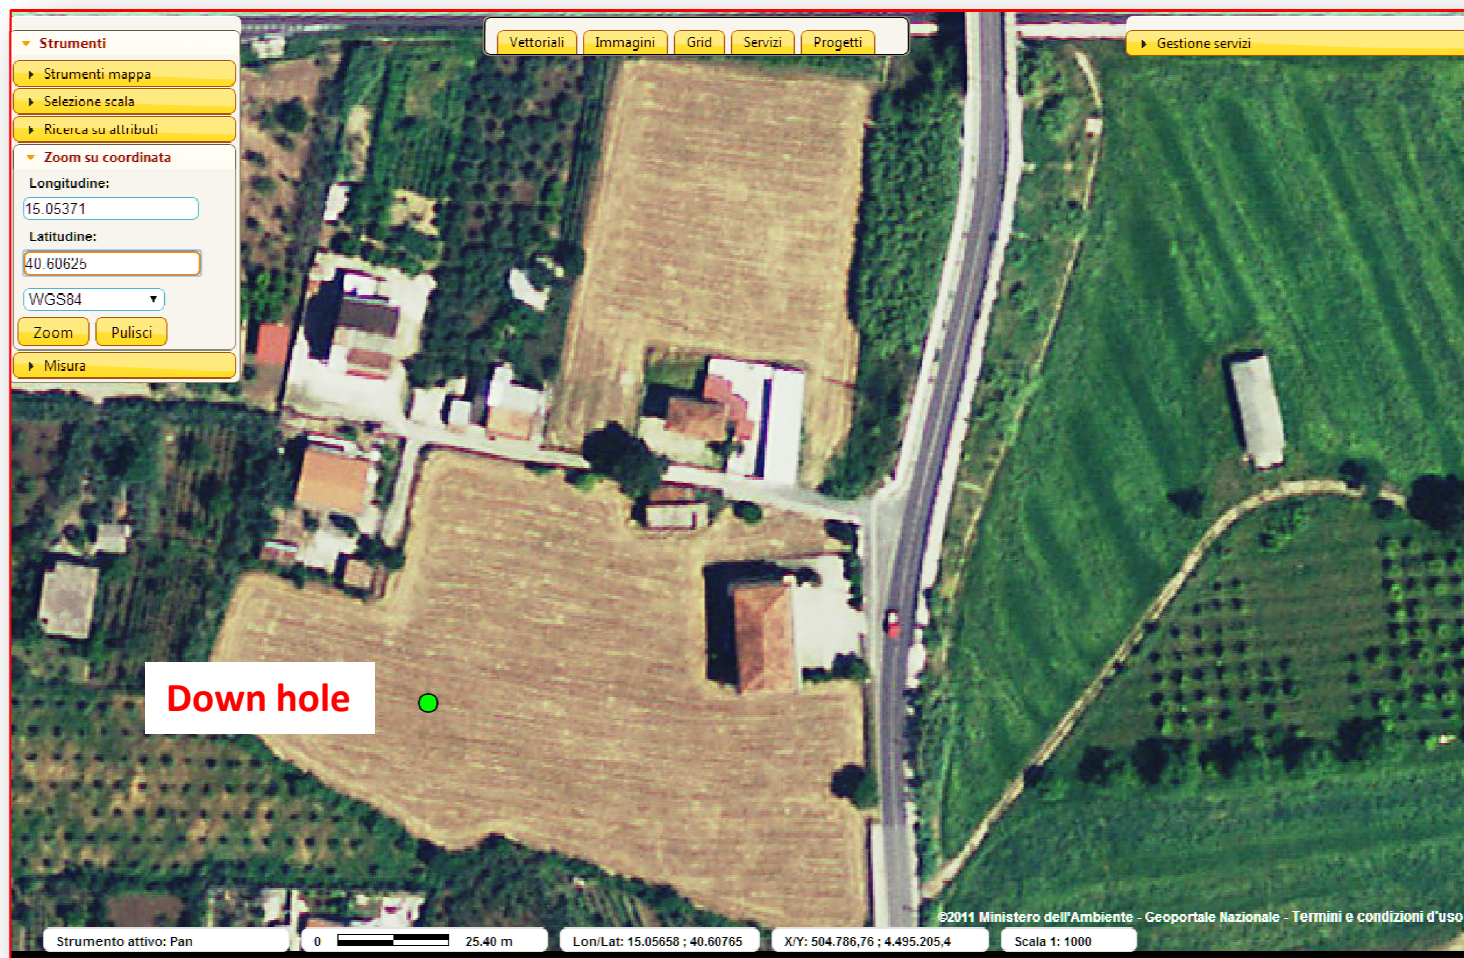 Strumenti
Strumenti mappa
Selezione scala
Ricerca su attributi
Zoom su coordinata
Longitudine:
15.05371
Latitudine:
40.60625
WGS84
Zoom Pulisci
Misura
Vettoriali Immagini Grid Servizi Progetti
Gestione servizi
Down hole
©2011 Ministero dell'Ambiente - Geoportale Nazionale - Termini e condizioni d'uso
Strumento attivo: Pan
0 25.40 m
Lon/Lat: 15.05658 ; 40.60765
X/Y: 504.786,76 ; 4.495.205,4
Scala 1: 1000